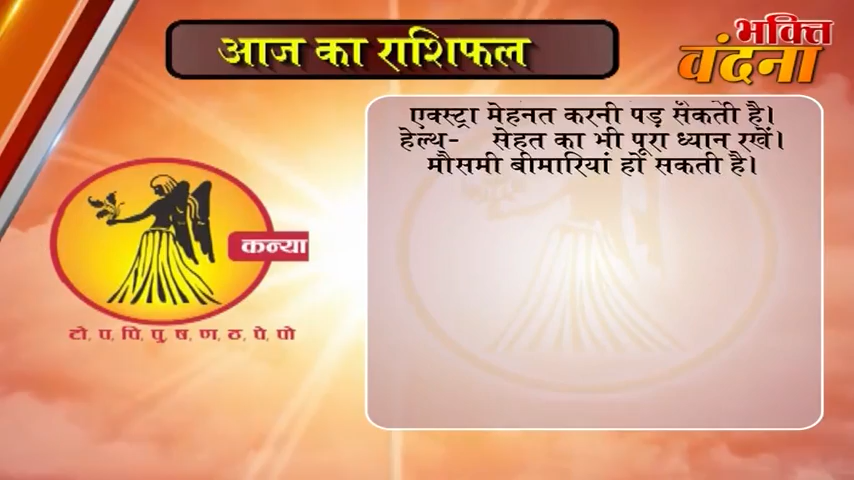 आज का राशिफल
भक्ति
वंदना
एक्स्ट्रा मेहनत करनी पड़ सकती है।
हेल्थ- सेहत का भी पूरा ध्यान रखें।
मौसमी बीमारियां हो सकती है।
कन्या
टो, प, पि, पु, ष, ण, ठ, पे, पो